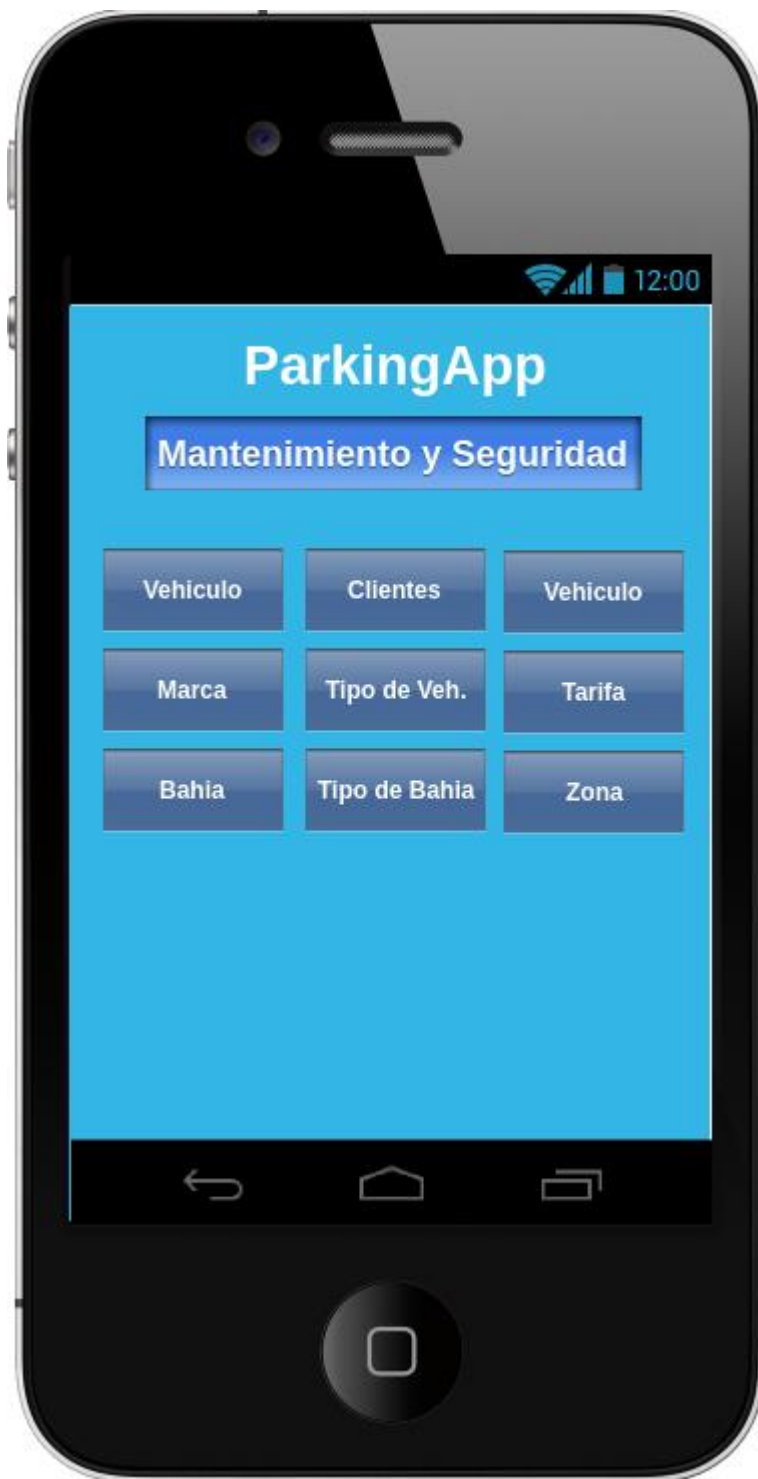 12:00
ParkingApp
Mantenimiento y Seguridad
Vehiculo Clientes Vehiculo
Marca Tipo de Veh. Tarifa
Bahia Tipo de Bahia Zona